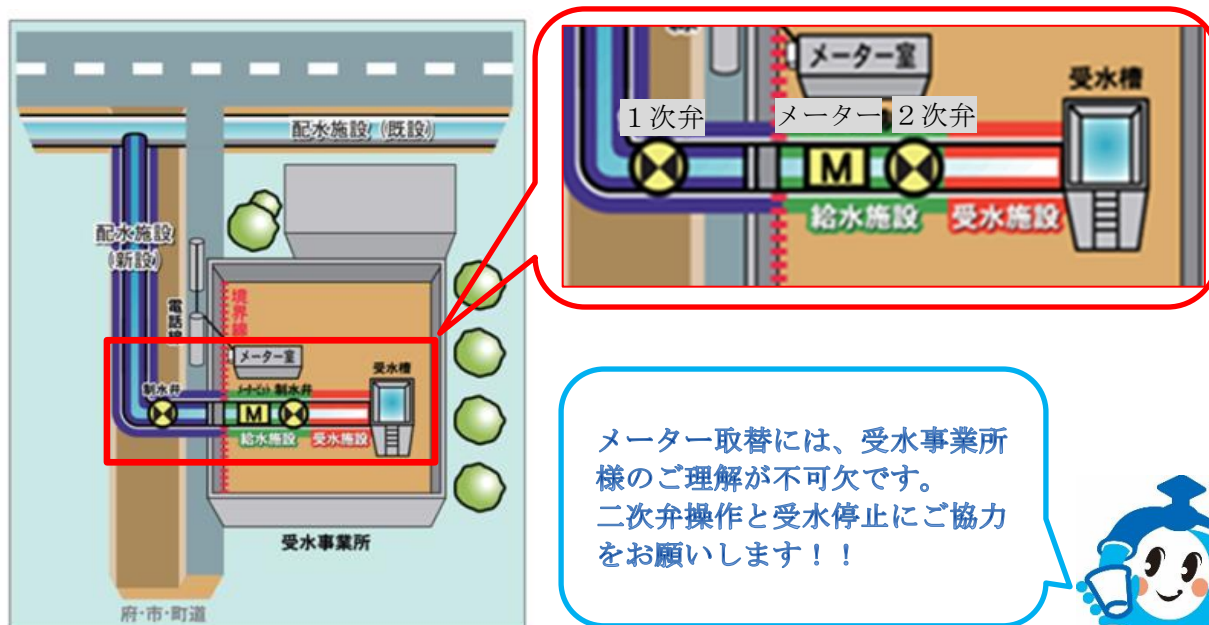 配水施設（既設）
配水施設
（新設）
電話線
境界線
メーター室
受水槽
制水弁
メーターピット 制水弁
M
給水施設
受水施設
受水事業所
府・市・町道
メーター室
受水槽
1次弁
メーター
2次弁
M
給水施設
受水施設
メーター取替には、受水事業所
様のご理解が不可欠です。
二次弁操作と受水停止にご協力
をお願いします！！